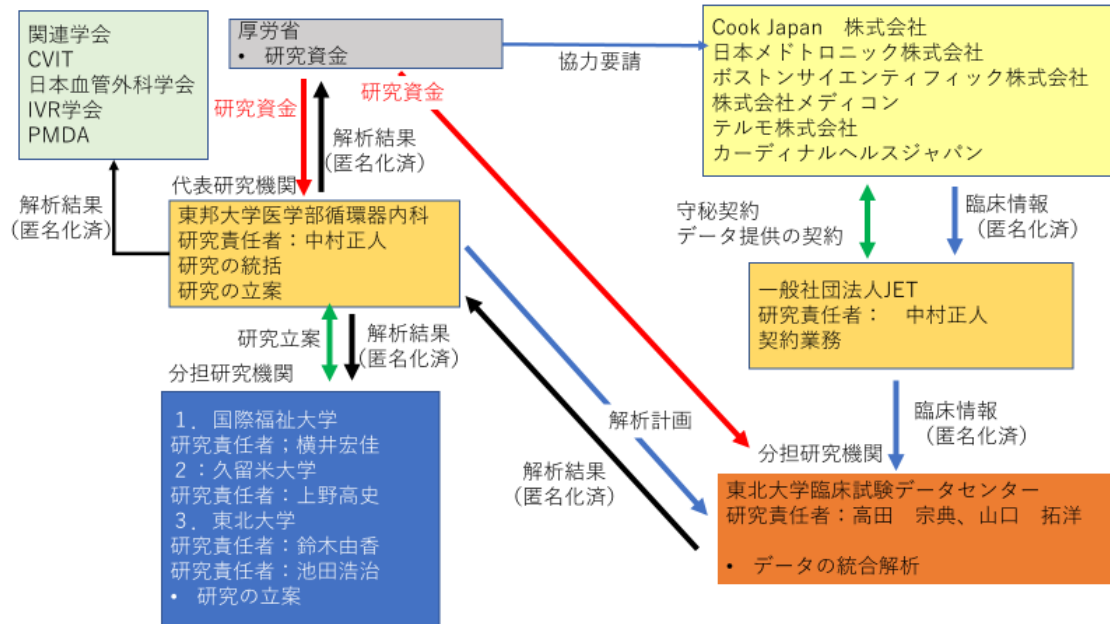 関連学会
CVIT
日本血管外科学会
IVR学会
PMDA
厚労省
• 研究資金
協力要請
Cook Japan　株式会社
日本メドトロニック株式会社
ボストンサイエンティフィック株式会社
株式会社メディコン
テルモ株式会社
カーディナルヘルスジャパン
研究資金
研究資金
解析結果
(匿名化済)
解析結果
(匿名化済)
代表研究機関
東邦大学医学部循環器内科
研究責任者：中村正人
研究の統括
研究の立案
守秘契約
データ提供の契約
臨床情報
(匿名化済)
一般社団法人JET
研究責任者：　中村正人
契約業務
研究立案
解析結果
(匿名化済)
分担研究機関
1．国際福祉大学
研究責任者；横井宏佳
2：久留米大学
研究責任者：上野高史
3．東北大学
研究責任者：鈴木由香
研究責任者：池田浩治
• 研究の立案
解析計画
解析結果
(匿名化済)
臨床情報
(匿名化済)
分担研究機関
東北大学臨床試験データセンター
研究責任者：高田　宗典、山口　拓洋
• データの統合解析